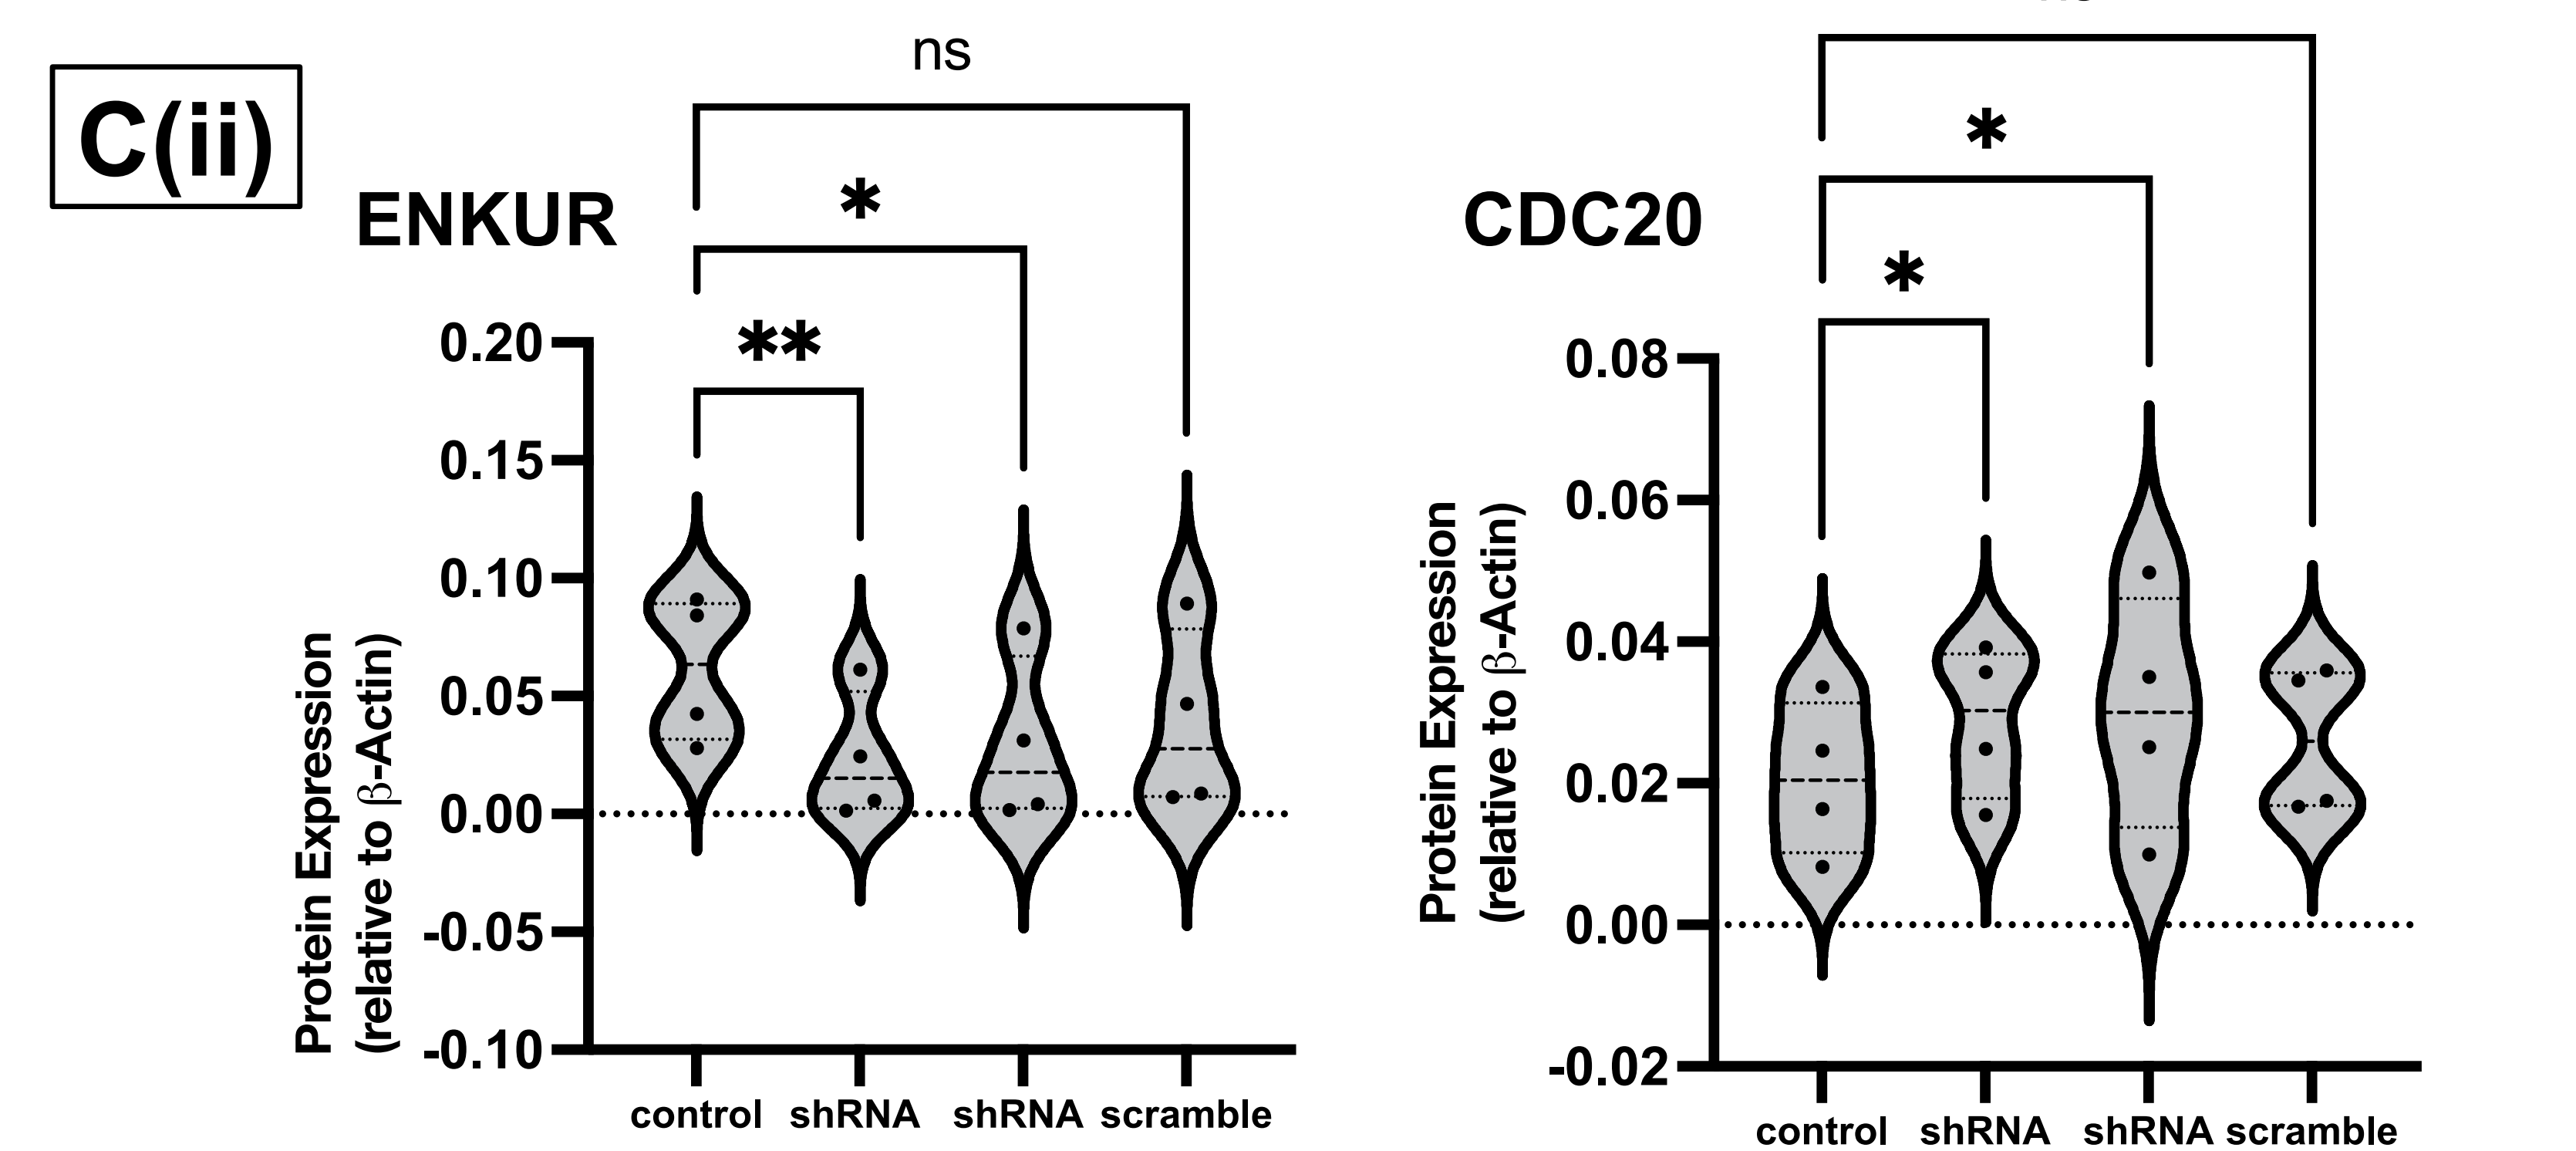 C(ii)
ENKUR
ns
*
**
0.20
0.15
0.10
0.05
0.00
-0.05
-0.10
Protein Expression
(relative to β-Actin)
control
shRNA
shRNA
scramble
CDC20
*
*
0.08
0.06
0.04
0.02
0.00
-0.02
Protein Expression
(relative to β-Actin)
control
shRNA
shRNA
scramble